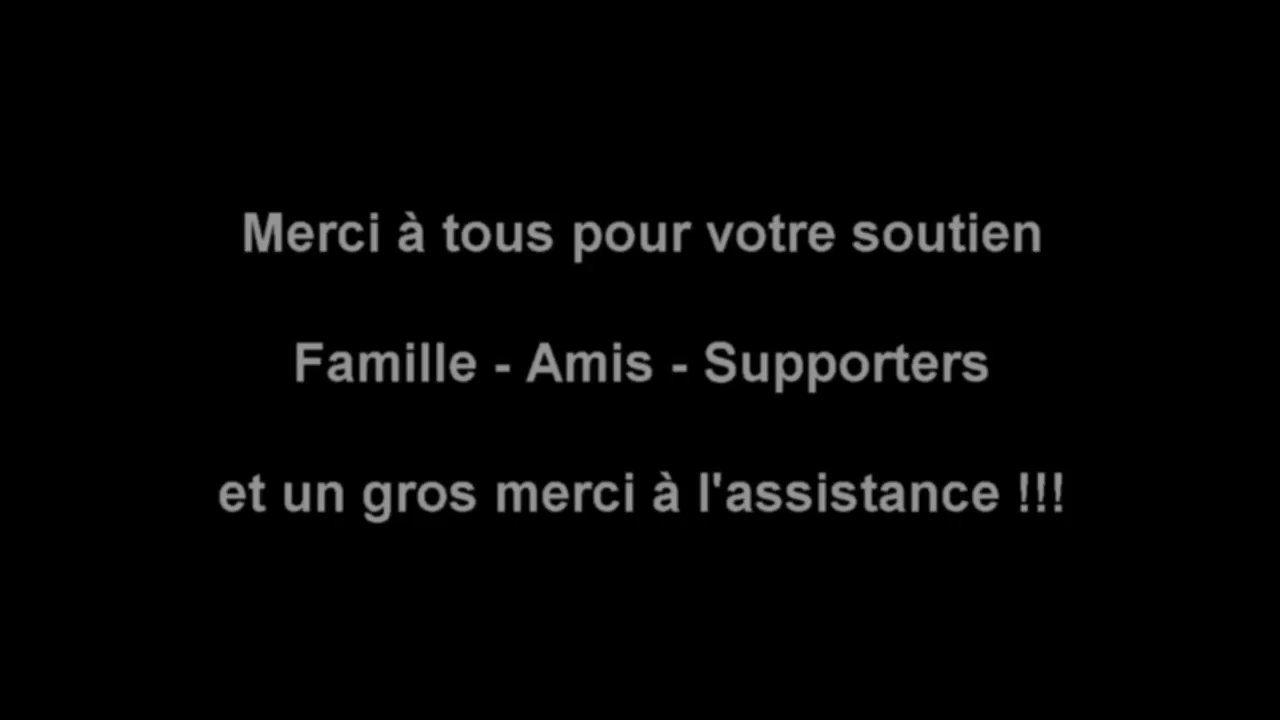 Merci à tous pour votre soutien
Famille - Amis - Supporters
et un gros merci à l'assistance !!!